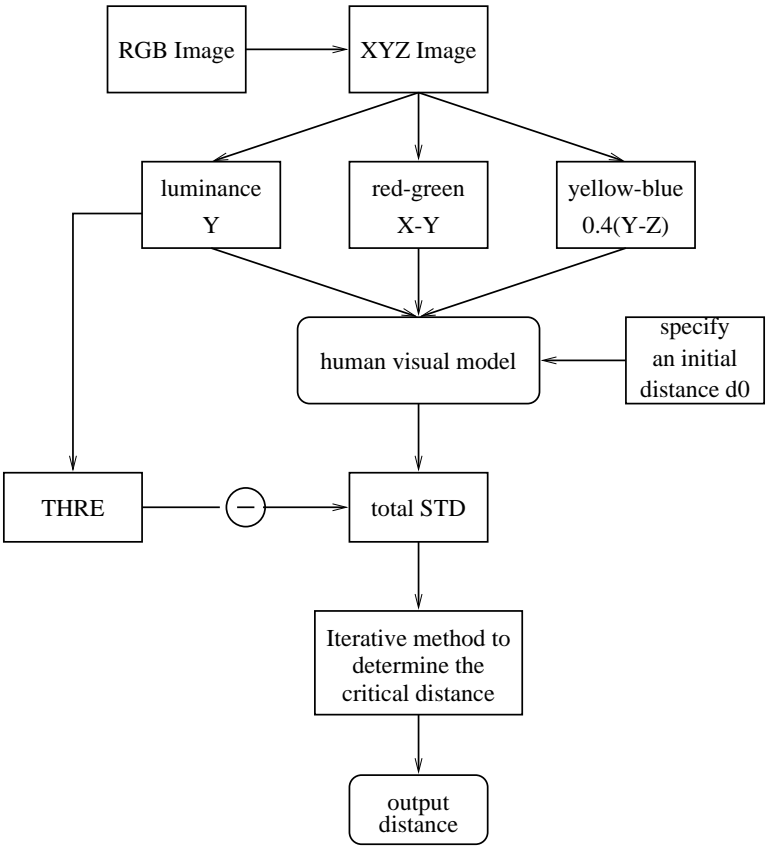 RGB Image
XYZ Image
luminance
Y
red-green
X-Y
yellow-blue
0.4(Y-Z)
human visual model
specify
an initial
distance d0
THRE
−
total STD
Iterative method to
determine the
critical distance
output
distance